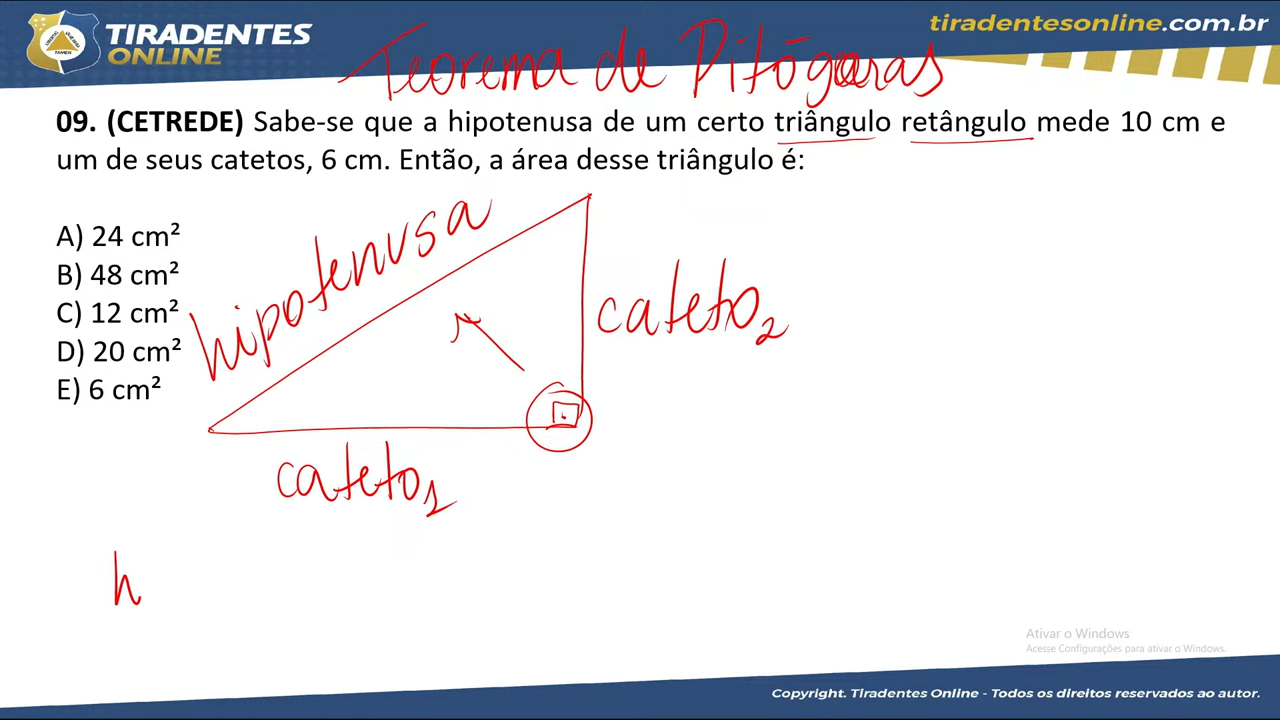 TIRADENTES
ONLINE
tiradentesonline.com.br
Teorema de Pitágoras
09. (CETREDE) Sabe-se que a hipotenusa de um certo triângulo retângulo mede 10 cm e
um de seus catetos, 6 cm. Então, a área desse triângulo é:
A) 24 cm²
B) 48 cm²
C) 12 cm²
D) 20 cm²
E) 6 cm²
hipotenusa
cateto₂
cateto₁
h
Ativar o Windows
Acesse Configurações para ativar o Windows.
Copyright. Tiradentes Online - Todos os direitos reservados ao autor.